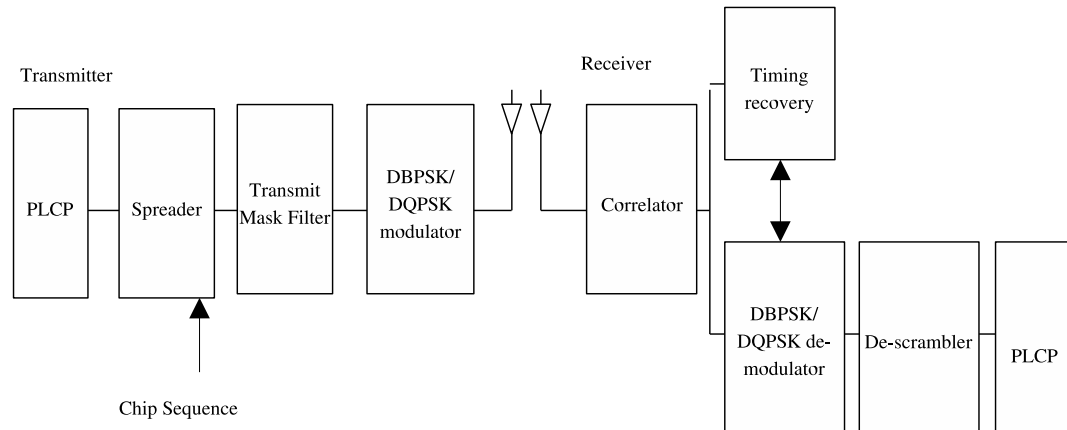 Transmitter
PLCP
Spreader
Transmit
Mask Filter
DBPSK/
DQPSK
modulator
Chip Sequence
Receiver
Correlator
Timing
recovery
DBPSK/
DQPSK de-
modulator
De-scrambler
PLCP